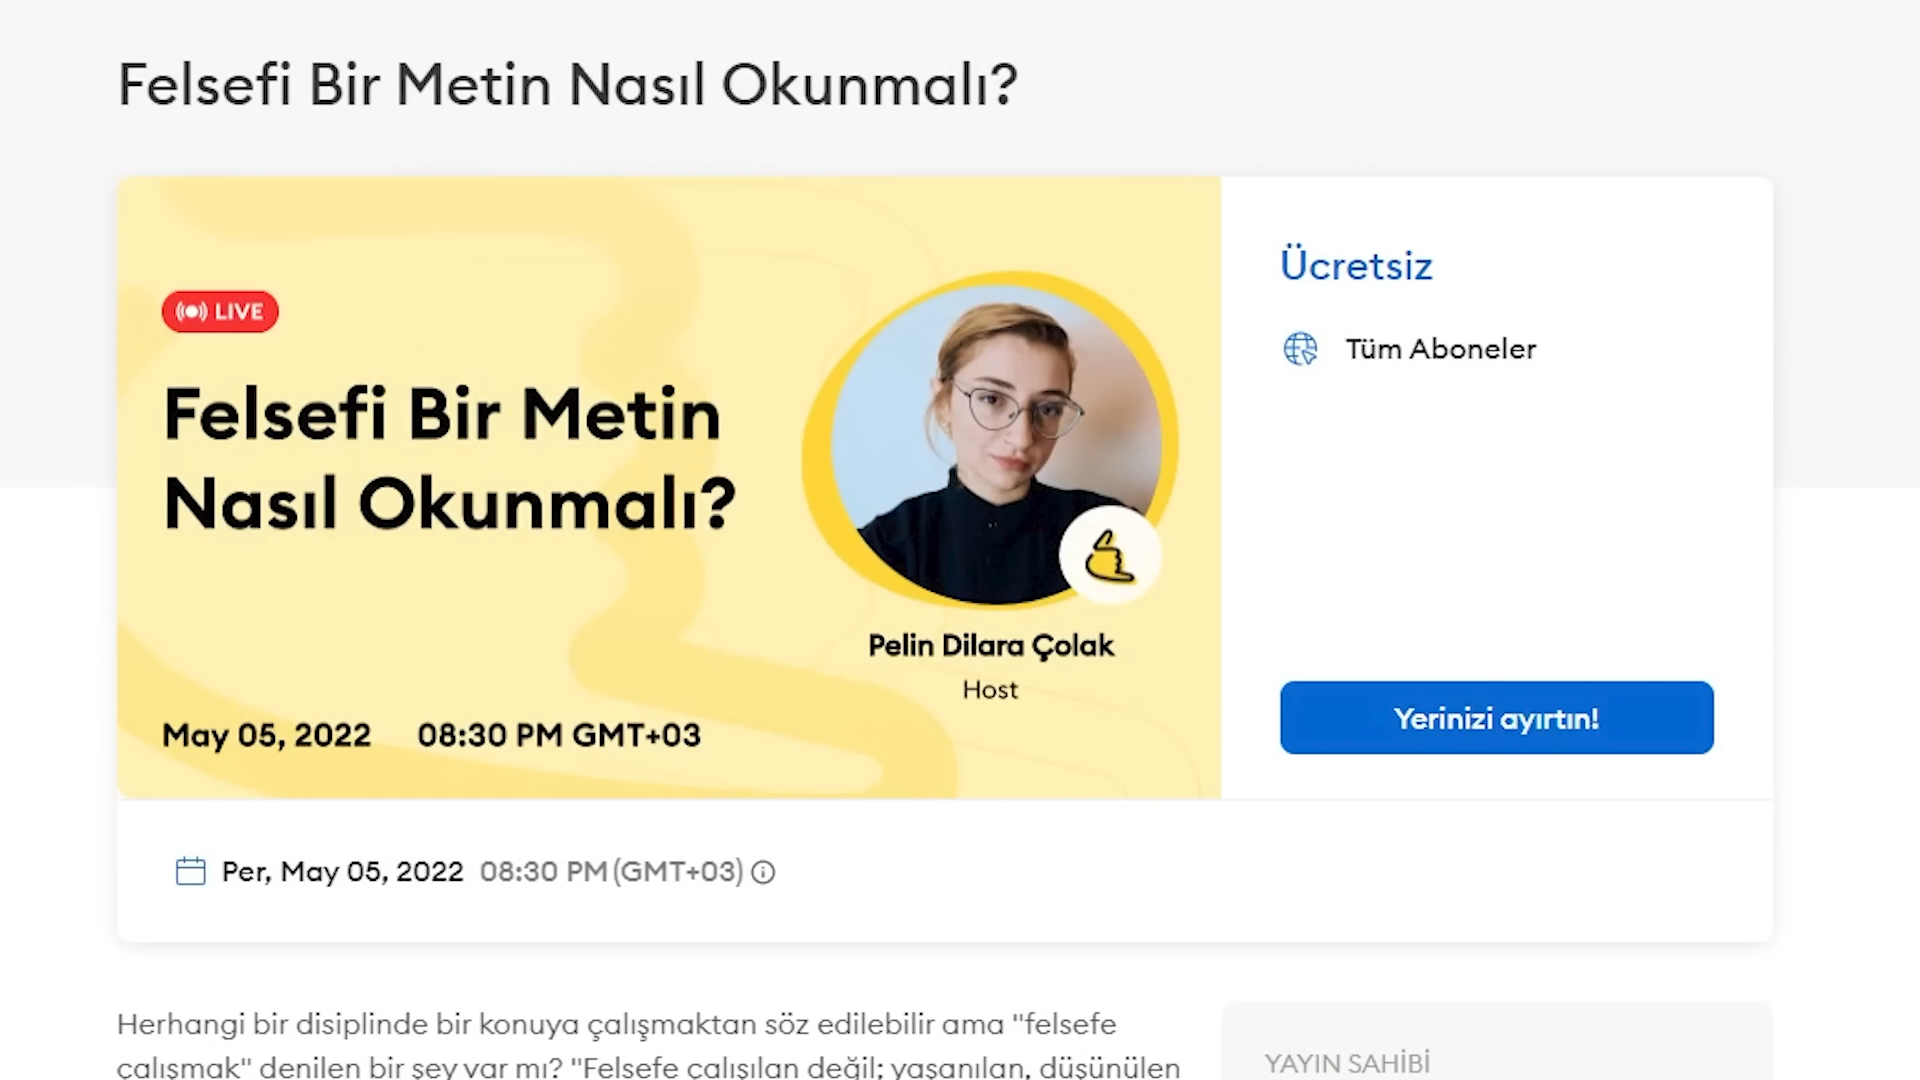 Felsefi Bir Metin Nasıl Okunmalı?
LIVE
Felsefi Bir Metin
Nasıl Okunmalı?
Pelin Dilara Çolak
Host
May 05, 2022 08:30 PM GMT+03
Ücretsiz
Tüm Aboneler
Yerinizi ayırtın!
Per, May 05, 2022 08:30 PM (GMT+03)
Herhangi bir disiplinde bir konuya çalışmaktan söz edilebilir ama "felsefe
çalışmak" denilen bir şey var mı? "Felsefe çalışılan değil; yaşanılan, düşünülen
YAYIN SAHİBİ